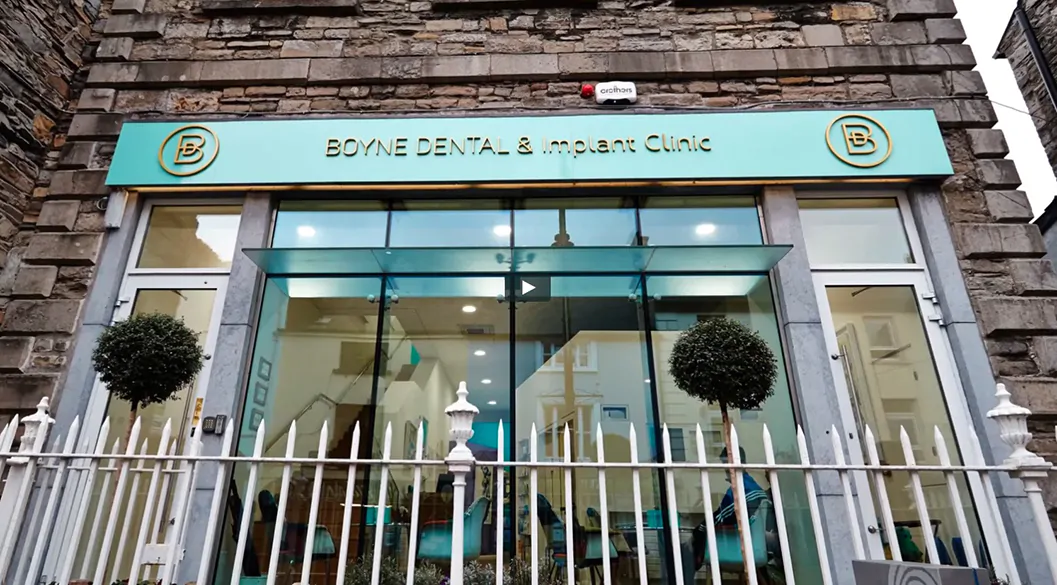 BOYNE DENTAL & Implant Clinic